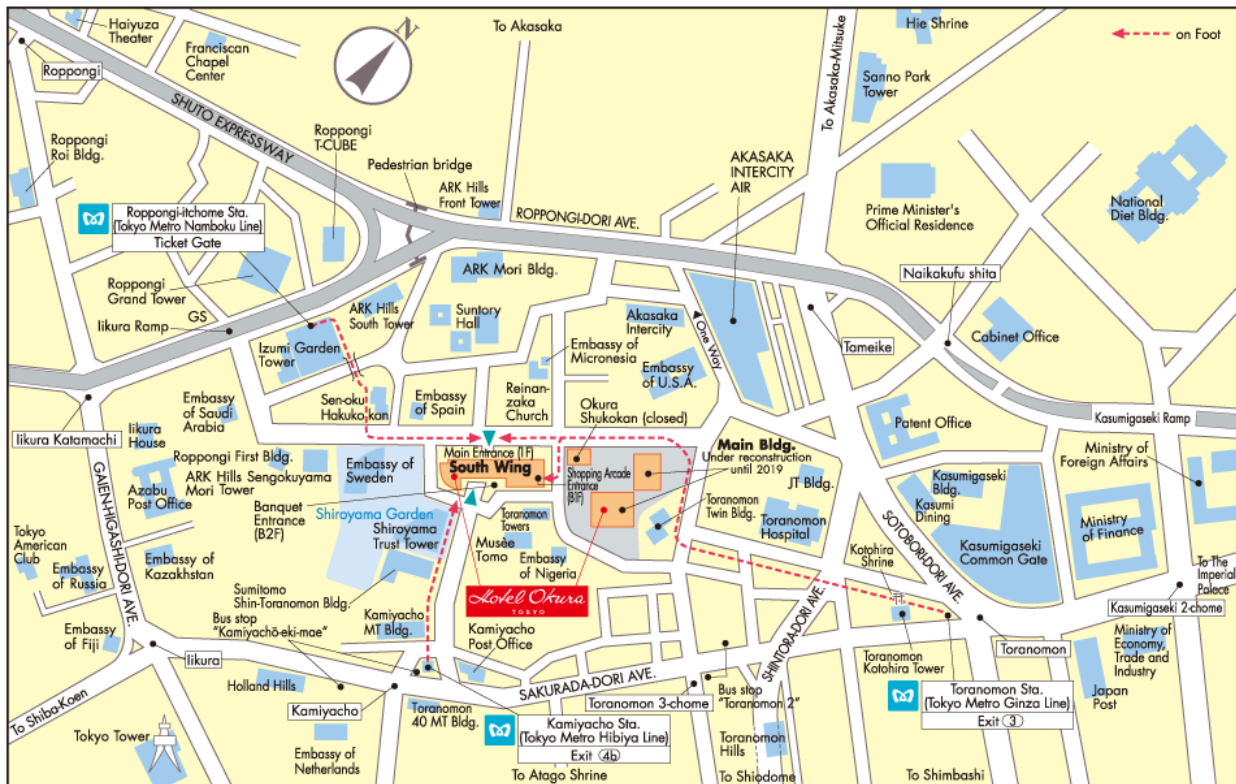 Haiyuza
Theater
Franciscan
Chapel
Center
To Akasaka
Hie Shrine
on Foot
Roppongi
To Akasaka-Mitsuke
Sanno Park
Tower
SHUTO EXPRESSWAY
Roppongi
T-CUBE
Roppongi
Roi Bldg.
Pedestrian bridge
ARK Hills
Front Tower
AKASAKA
INTERCITY
AIR
Prime Minister's
Official Residence
National
Diet Bldg.
ROPPONGI-DORI AVE.
Roppongi-itchome Sta.
(Tokyo Metro Namboku Line)
Ticket Gate
ARK Mori Bldg.
Naikakufu shita
Roppongi
Grand Tower
GS
Iikura Ramp
ARK Hills
South Tower
Suntory
Hall
Akasaka
Intercity
One Way
Tameike
Cabinet Office
Izumi Garden
Tower
Embassy of
Micronesia
Embassy
of U.S.A.
Sen-oku
Hakuko kan
Embassy
of Spain
Reinan-
zaka
Church
Okura
Shukokan (closed)
Embassy
of Saudi
Arabia
Patent Office
Kasumigaseki Ramp
Iikura Katamachi
Iikura
House
Main Entrance (1F)
South Wing
Main Bldg.
Under reconstruction
until 2019
Ministry of
Foreign Affairs
Roppongi First Bldg.
ARK Hills Sengokuyama
Mori Tower
Embassy of
Sweden
Shopping Arcade
Entrance
(B1F)
JT Bldg.
Kasumigaseki
Bldg.
Kasumi
Dining
Azabu
Post Office
Banquet
Entrance
(B2F)
Shiroyama Garden
Shiroyama
Trust Tower
Toranomon
Towers
Toranomon
Twin Bldg.
Toranomon
Hospital
SOTOBORI-DORI AVE.
Kasumigaseki
Common Gate
Ministry
of Finance
Tokyo
American
Club
Embassy
of Russia
GAIEN-HIGASHI-DORI AVE.
Embassy of
Kazakhstan
Musèe
Tomo
Embassy
of Nigeria
Kotohira
Shrine
To The
Imperial
Palece
Sumitomo
Shin-Toranomon Bldg.
Hotel Okura
TOKYO
Kasumigaseki 2-chome
Bus stop
"Kamiyachō-eki-mae"
Kamiyacho
MT Bldg.
Kamiyacho
Post Office
SHINTORA-DORI AVE.
Embassy
of Fiji
Iikura
Toranomon
Ministry of
Economy,
Trade and
Industry
To Shiba-Koen
Holland Hills
SAKURADA-DORI AVE.
Toranomon
Kotohira Tower
Kamiyacho
Toranomon 3-chome
Bus stop
"Toranomon 2"
Toranomon Sta.
(Tokyo Metro Ginza Line)
Exit 3
Japan
Post
Toranomon
40 MT Bldg.
Kamiyacho Sta.
(Tokyo Metro Hibiya Line)
Exit 4b
Tokyo Tower
Embassy of
Netherlands
Toranomon
Hills
To Atago Shrine
To Shiodome
To Shimbashi